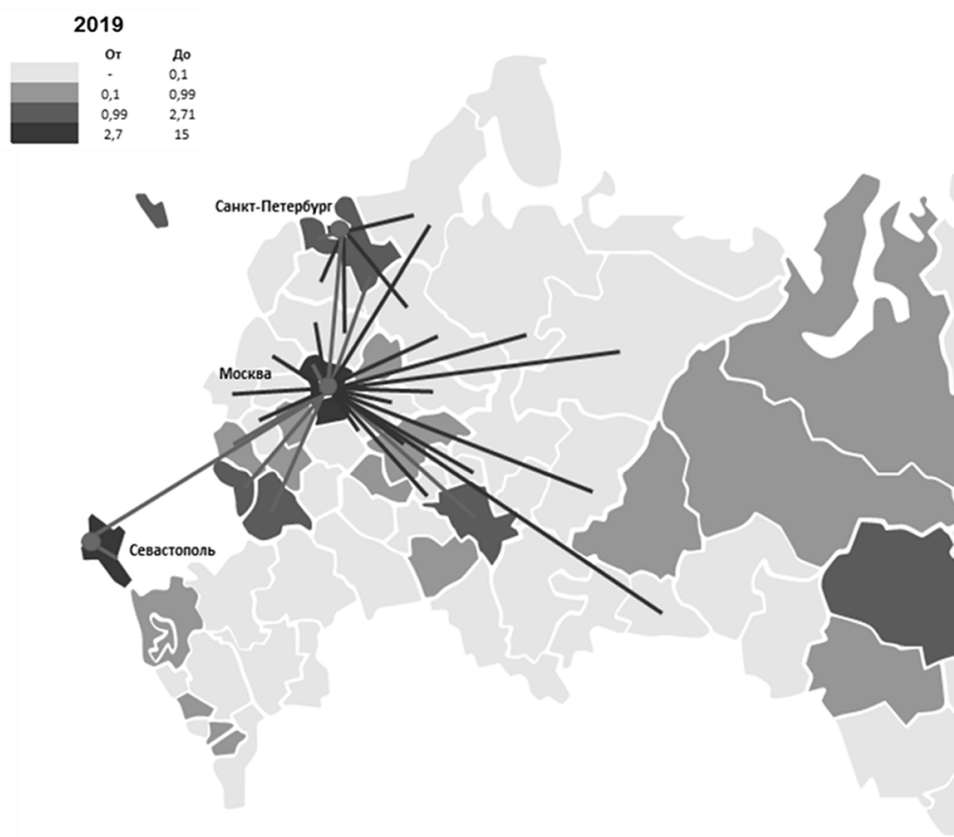 2019
От До
- 0,1
0,1 0,99
0,99 2,71
2,7 15
Санкт-Петербург
Москва
Севастополь